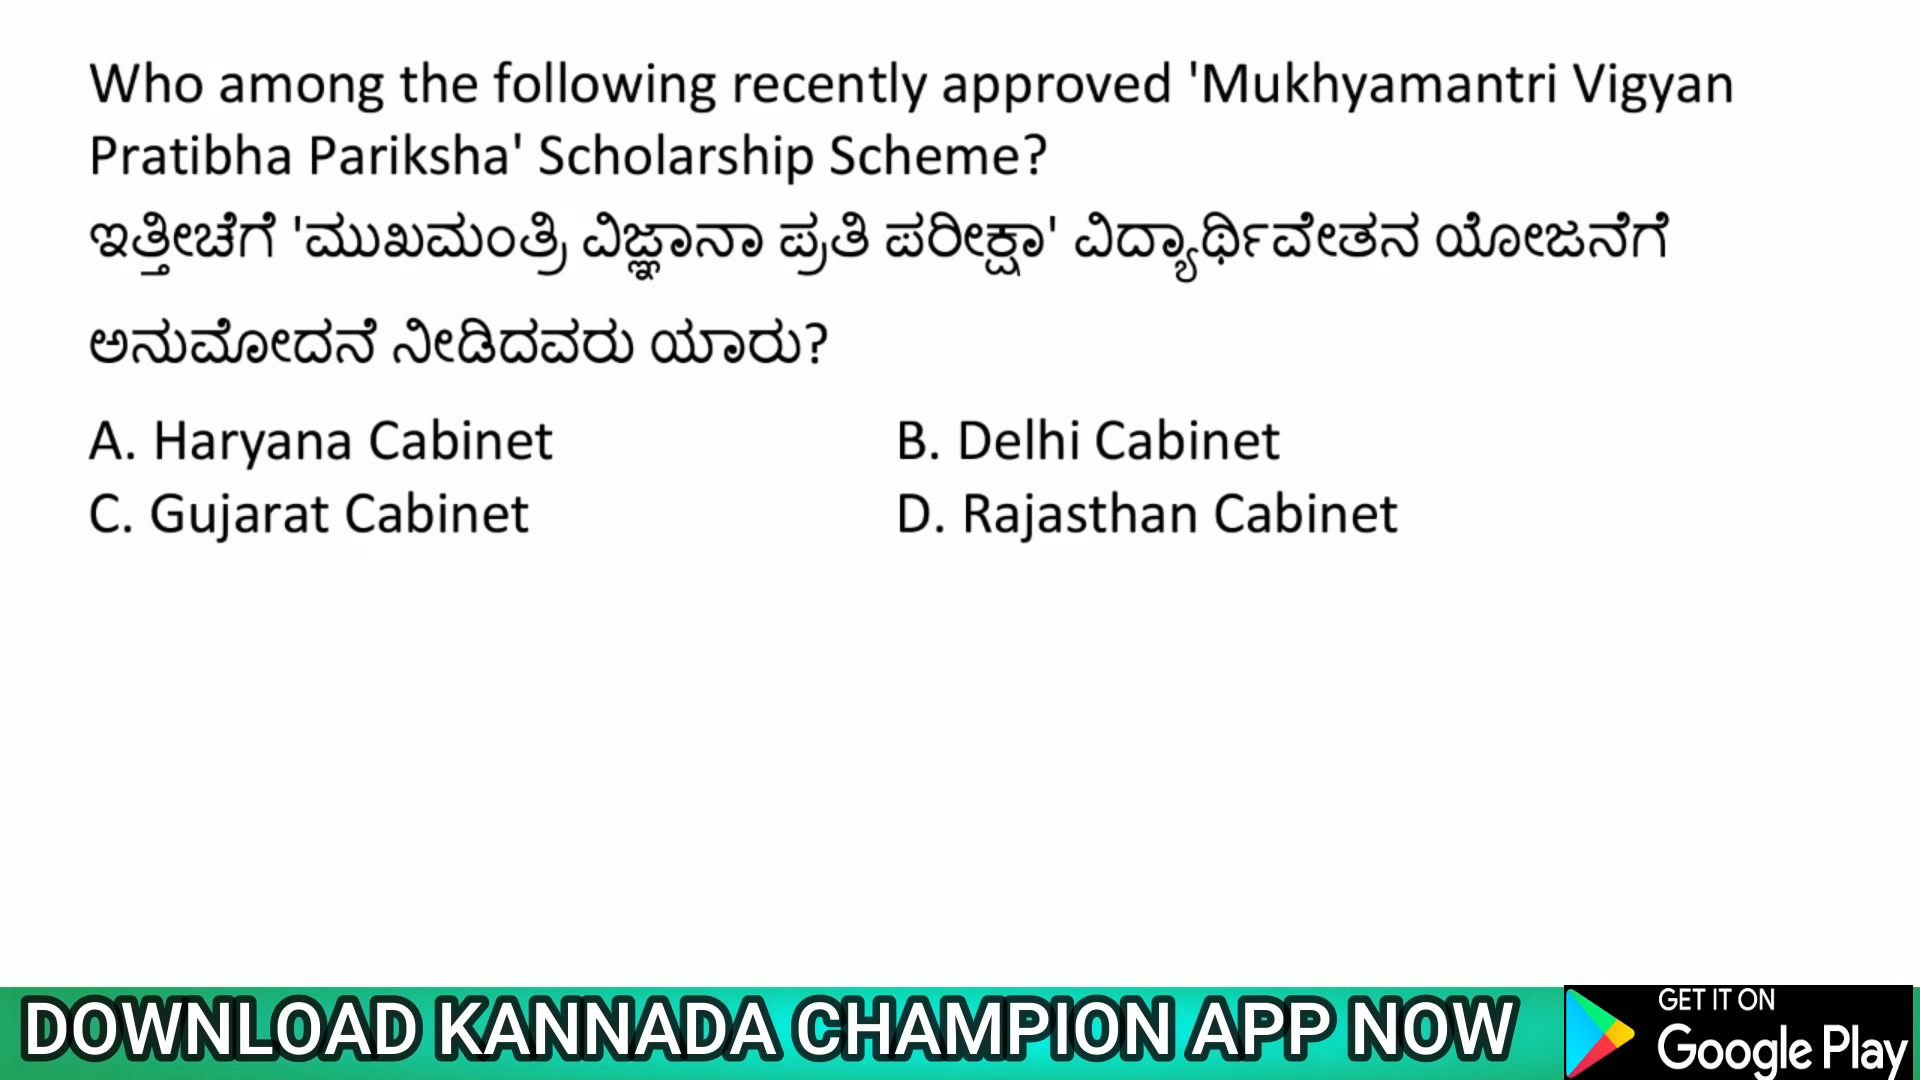 Who among the following recently approved 'Mukhyamantri Vigyan
Pratibha Pariksha' Scholarship Scheme?
ಇತ್ತೀಚೆಗೆ 'ಮುಖಮಂತ್ರಿ ವಿಜ್ಞಾನಾ ಪ್ರತಿ ಪರೀಕ್ಷಾ' ವಿದ್ಯಾರ್ಥಿವೇತನ ಯೋಜನೆಗೆ
ಅನುಮೋದನೆ ನೀಡಿದವರು ಯಾರು?
A. Haryana Cabinet B. Delhi Cabinet
C. Gujarat Cabinet D. Rajasthan Cabinet
DOWNLOAD KANNADA CHAMPION APP NOW
GET IT ON
Google Play